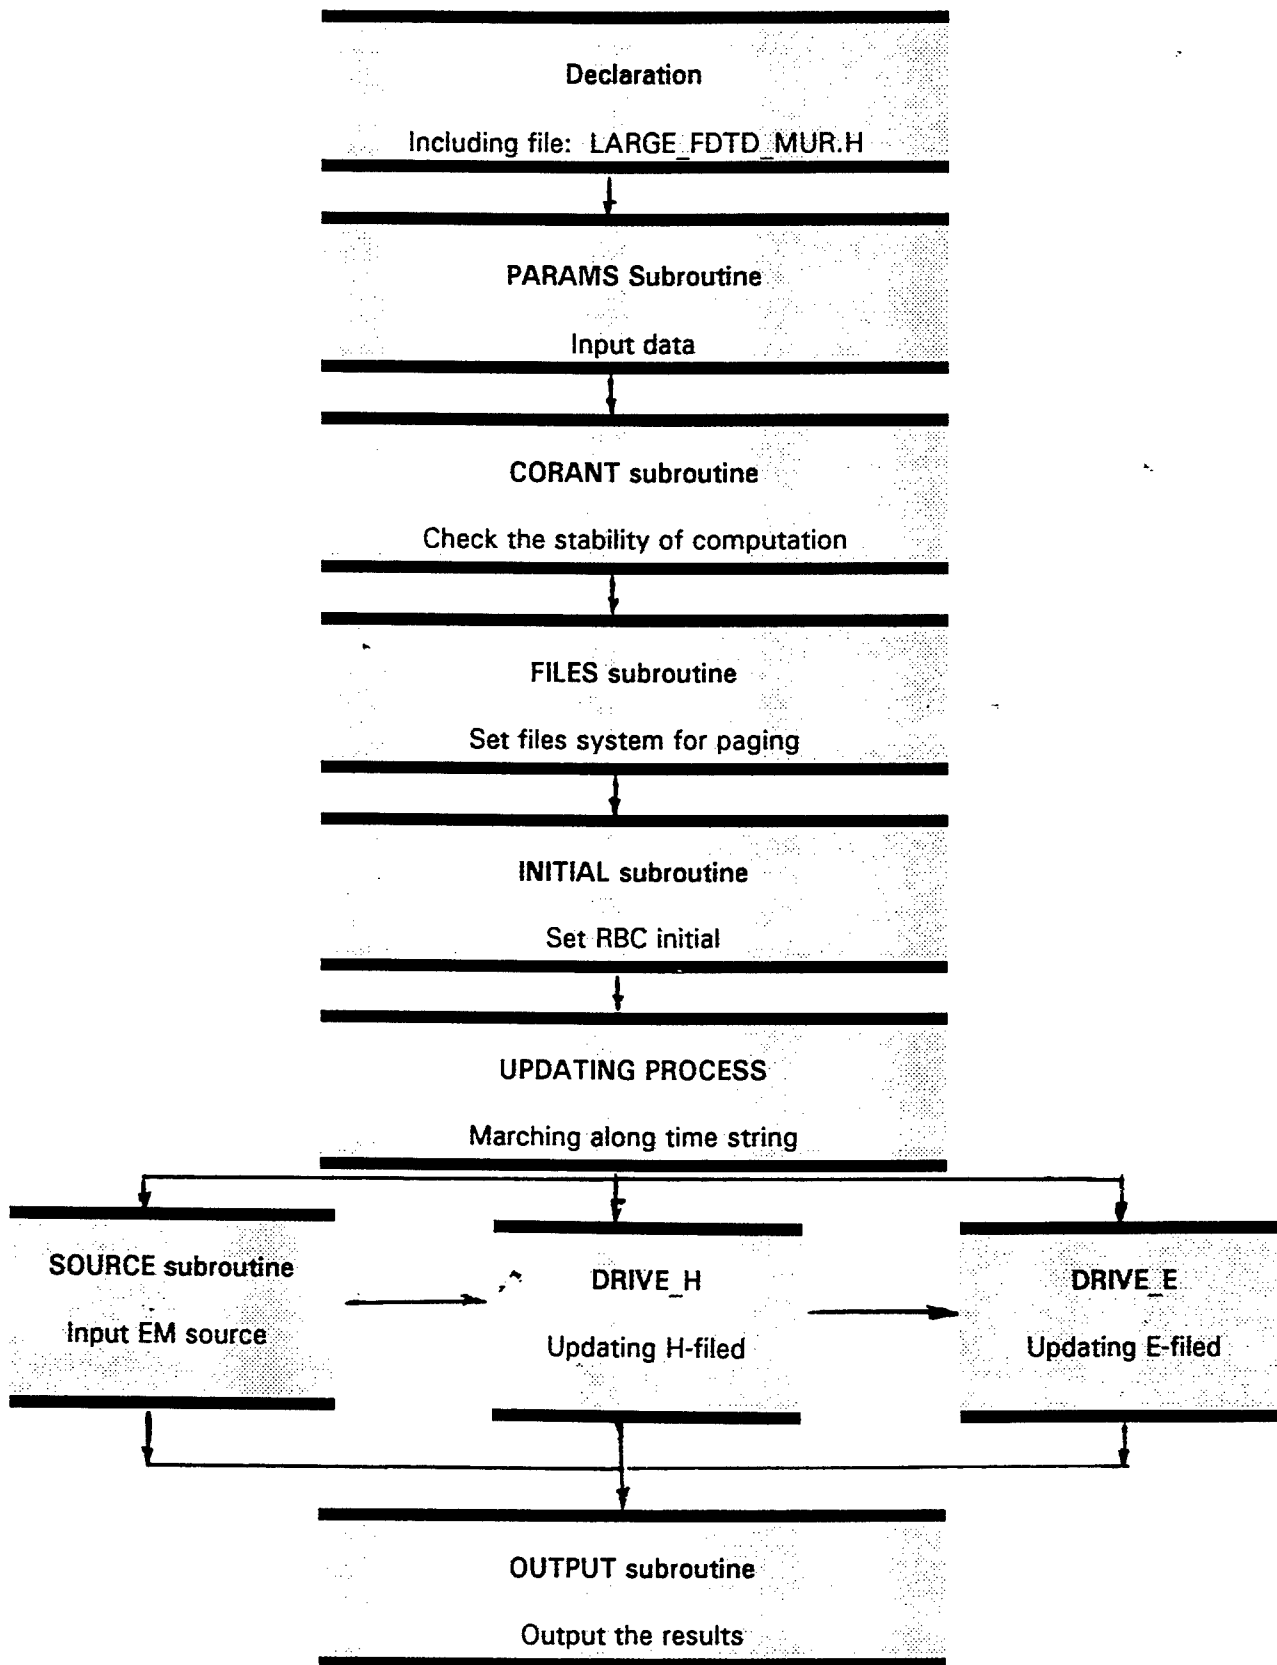 Declaration
Including file: LARGE_FDTD_MUR.H
PARAMS Subroutine
Input data
CORANT subroutine
Check the stability of computation
FILES subroutine
Set files system for paging
INITIAL subroutine
Set RBC initial
UPDATING PROCESS
Marching along time string
SOURCE subroutine
Input EM source
DRIVE_H
Updating H-filed
DRIVE_E
Updating E-filed
OUTPUT subroutine
Output the results